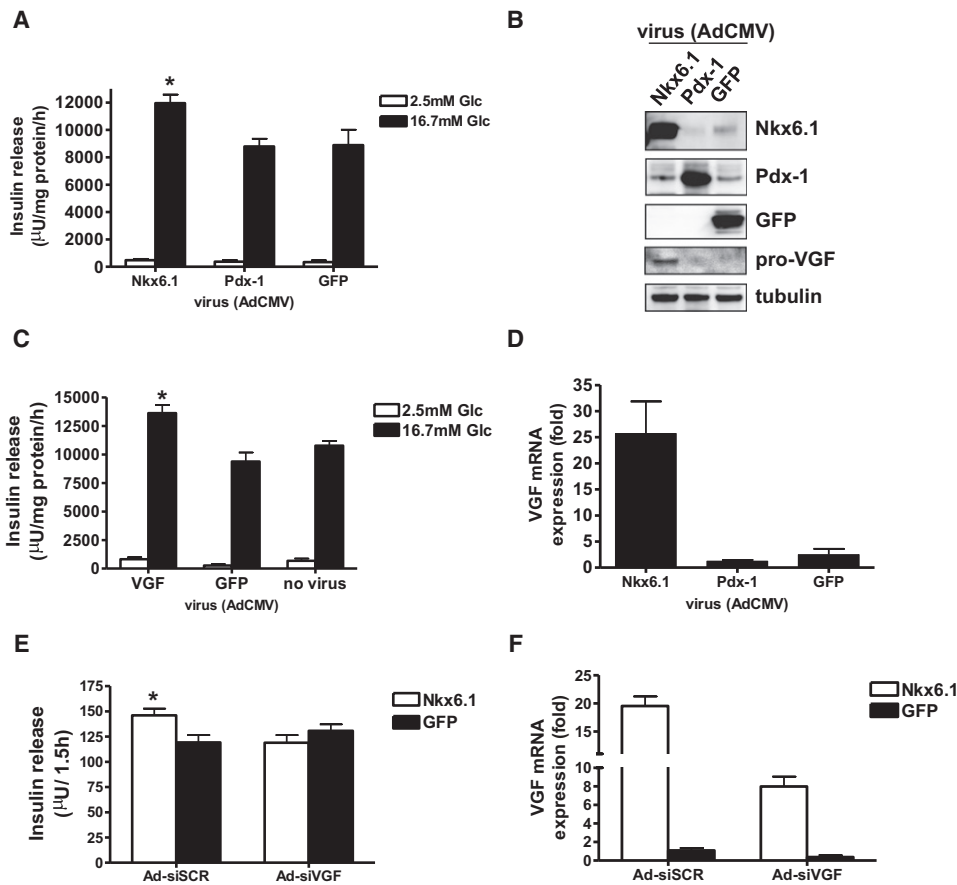 A
Insulin release
(µU/mg protein/h)
12000
10000
8000
6000
4000
2000
0
*
2.5mM Glc
16.7mM Glc
Nkx6.1
Pdx-1
GFP
virus (AdCMV)
B
virus (AdCMV)
Nkx6.1
Pdx-1
GFP
Nkx6.1
Pdx-1
GFP
pro-VGF
tubulin
C
Insulin release
(µU/mg protein/h)
15000
12500
10000
7500
5000
2500
0
*
2.5mM Glc
16.7mM Glc
VGF
GFP
no virus
virus (AdCMV)
D
VGF mRNA
expression (fold)
35
30
25
20
15
10
5
0
Nkx6.1
Pdx-1
GFP
virus (AdCMV)
E
Insulin release
(µU/ 1.5h)
175
150
125
100
75
50
25
0
*
Nkx6.1
GFP
Ad-siSCR
Ad-siVGF
F
VGF mRNA
expression (fold)
25
20
15
10
10
8
6
4
2
0
Nkx6.1
GFP
Ad-siSCR
Ad-siVGF